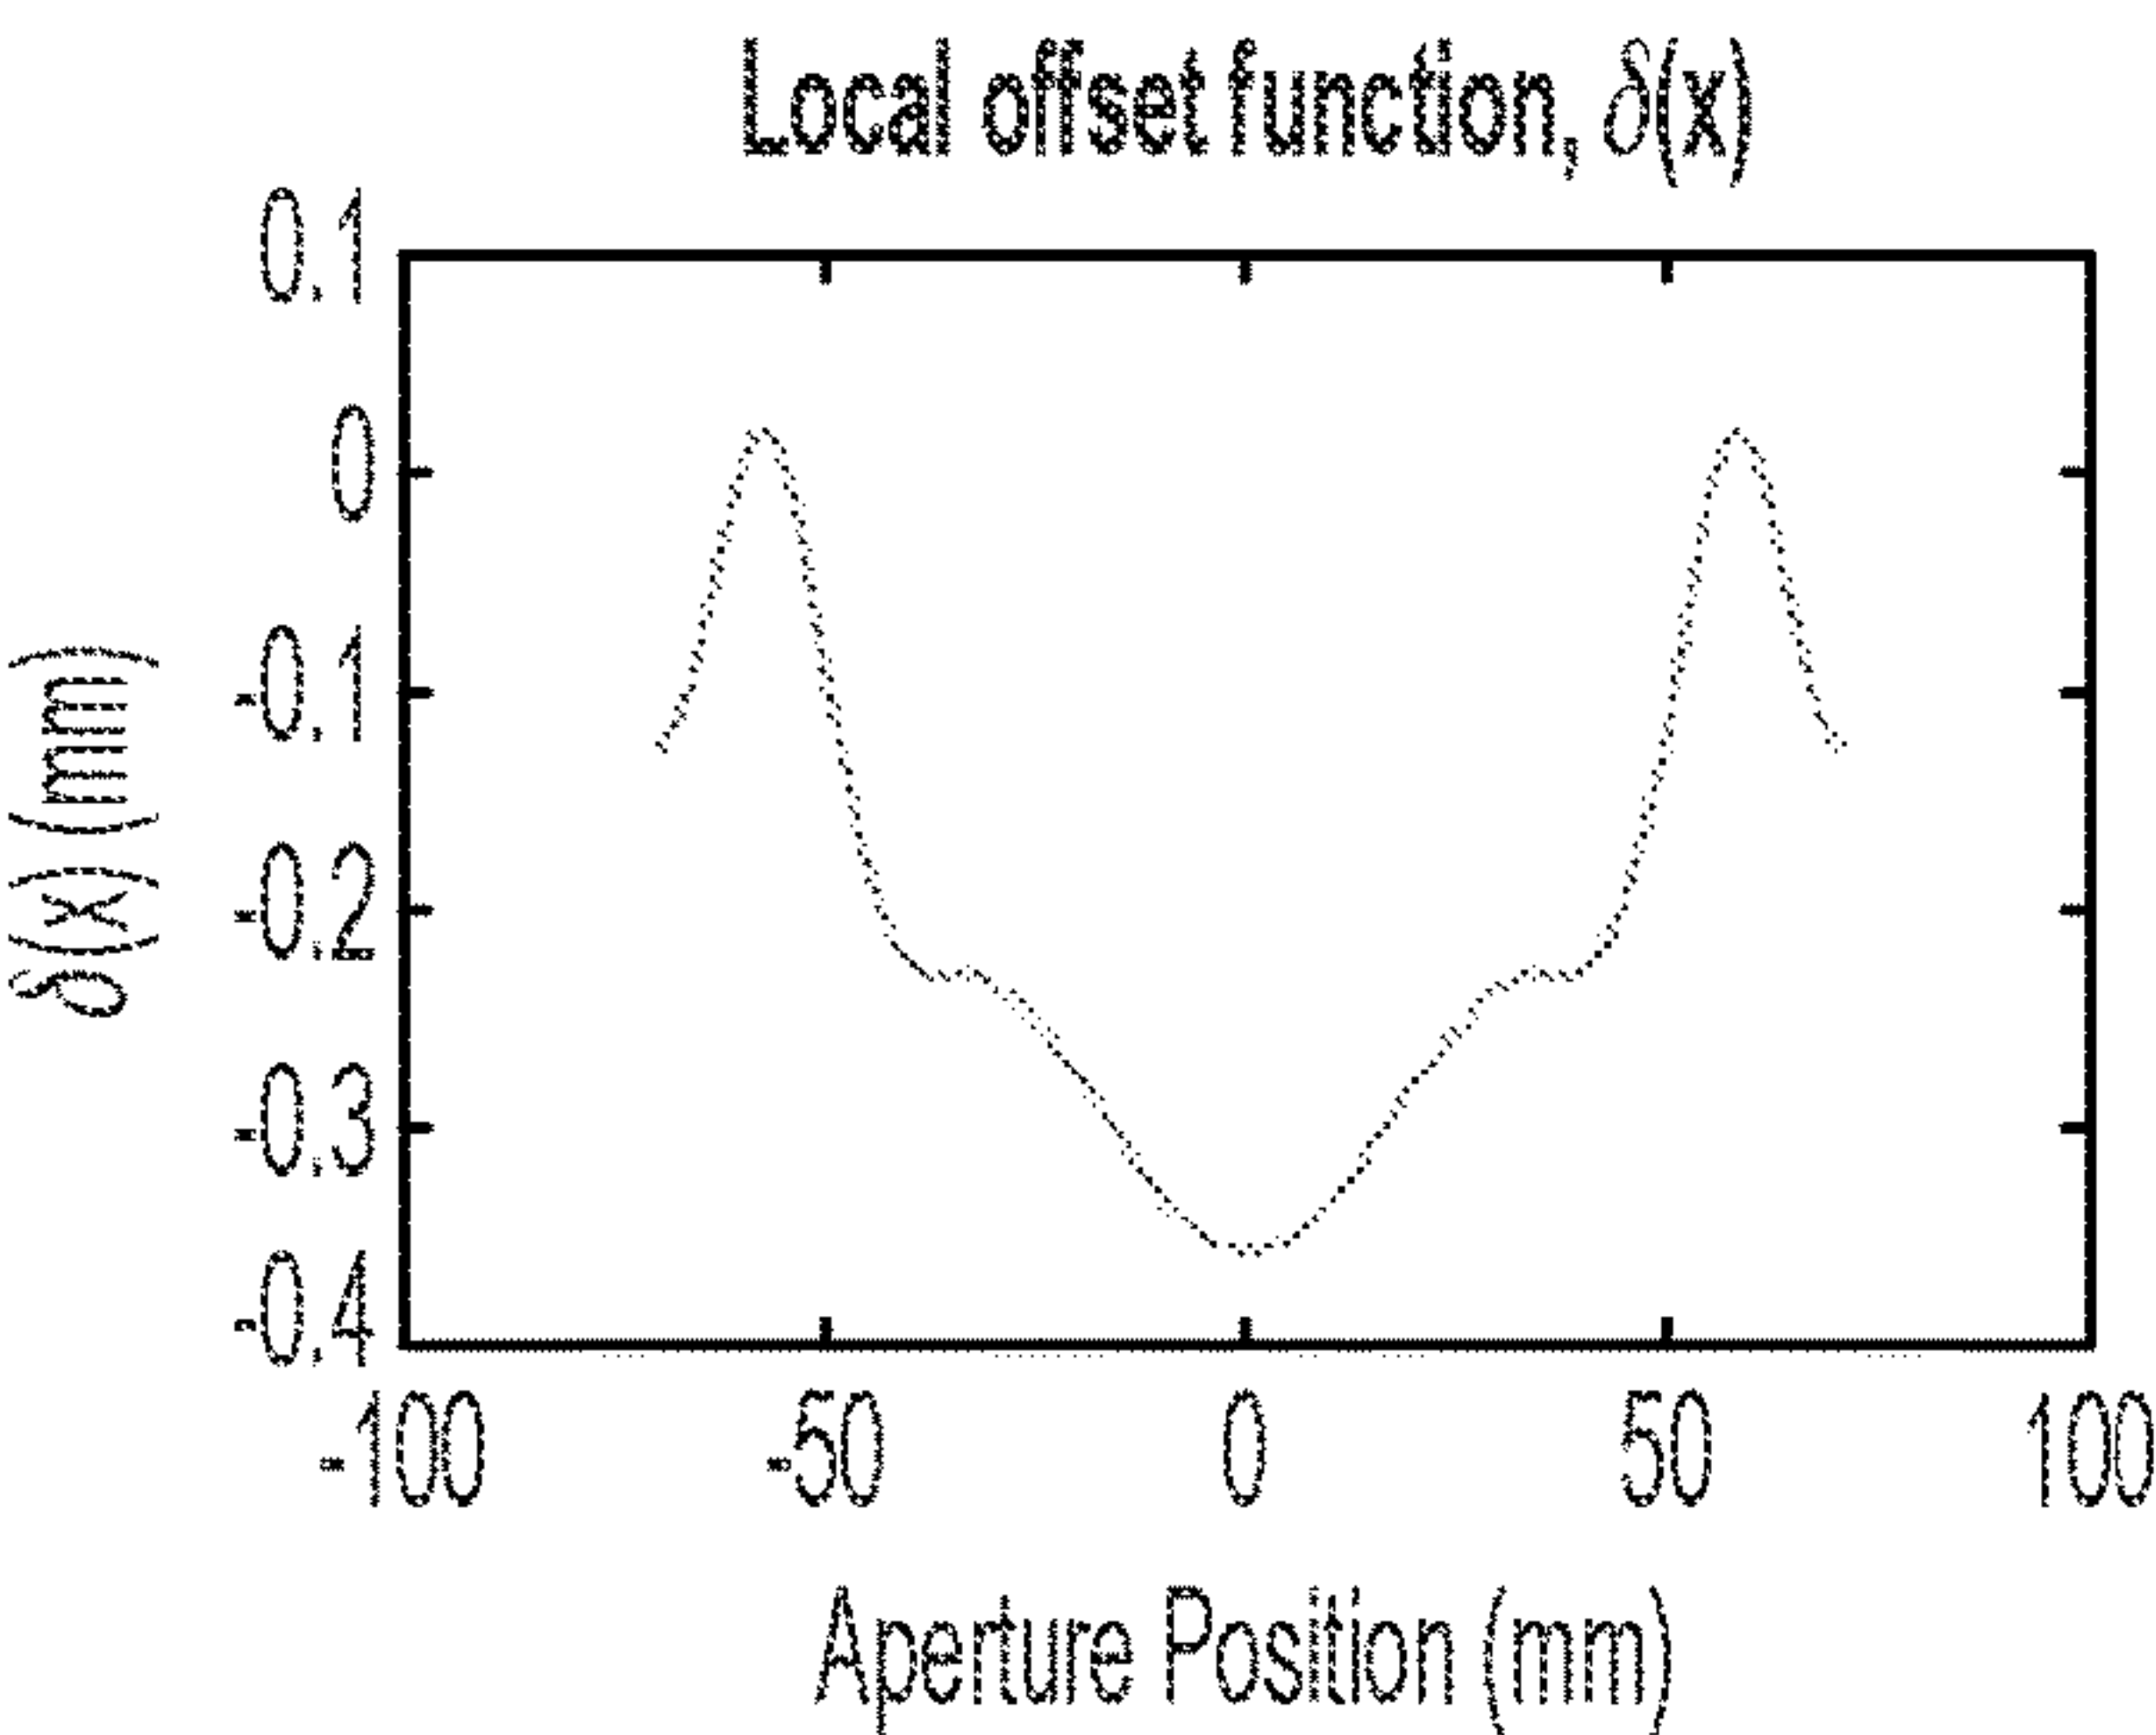 Local offset function, δ(x)
δ(x) (mm)
0.1
0
-0.1
-0.2
-0.3
-0.4
-100 -50 0 50 100
Aperture Position (mm)